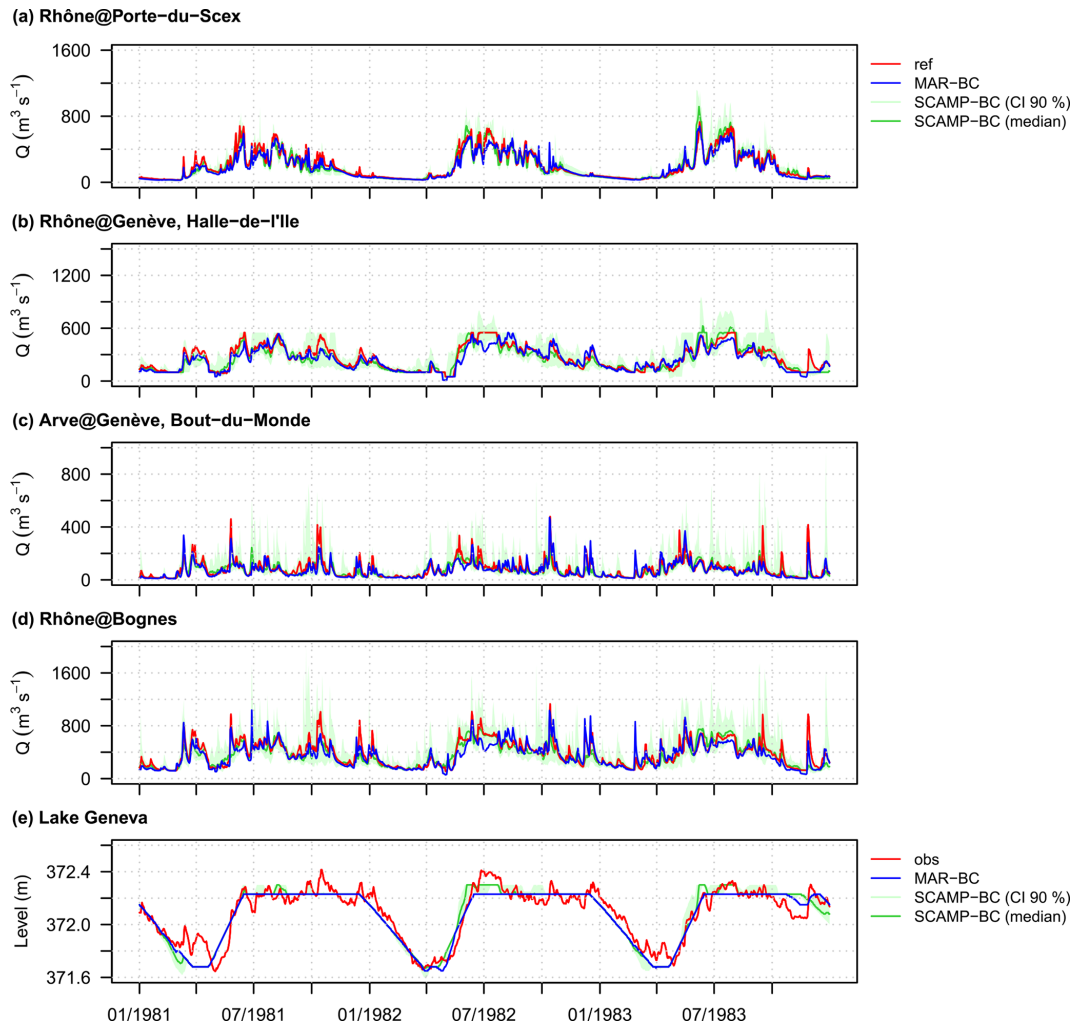 (a) Rhône@Porte−du−Scex
1600
800
0
Q (m³ s⁻¹)
ref
MAR−BC
SCAMP−BC (CI 90 %)
SCAMP−BC (median)
(b) Rhône@Genève, Halle−de−l'Ile
1200
600
0
Q (m³ s⁻¹)
(c) Arve@Genève, Bout−du−Monde
800
400
0
Q (m³ s⁻¹)
(d) Rhône@Bognes
1600
800
0
Q (m³ s⁻¹)
(e) Lake Geneva
372.4
372.0
371.6
Level (m)
obs
MAR−BC
SCAMP−BC (CI 90 %)
SCAMP−BC (median)
01/1981 07/1981 01/1982 07/1982 01/1983 07/1983